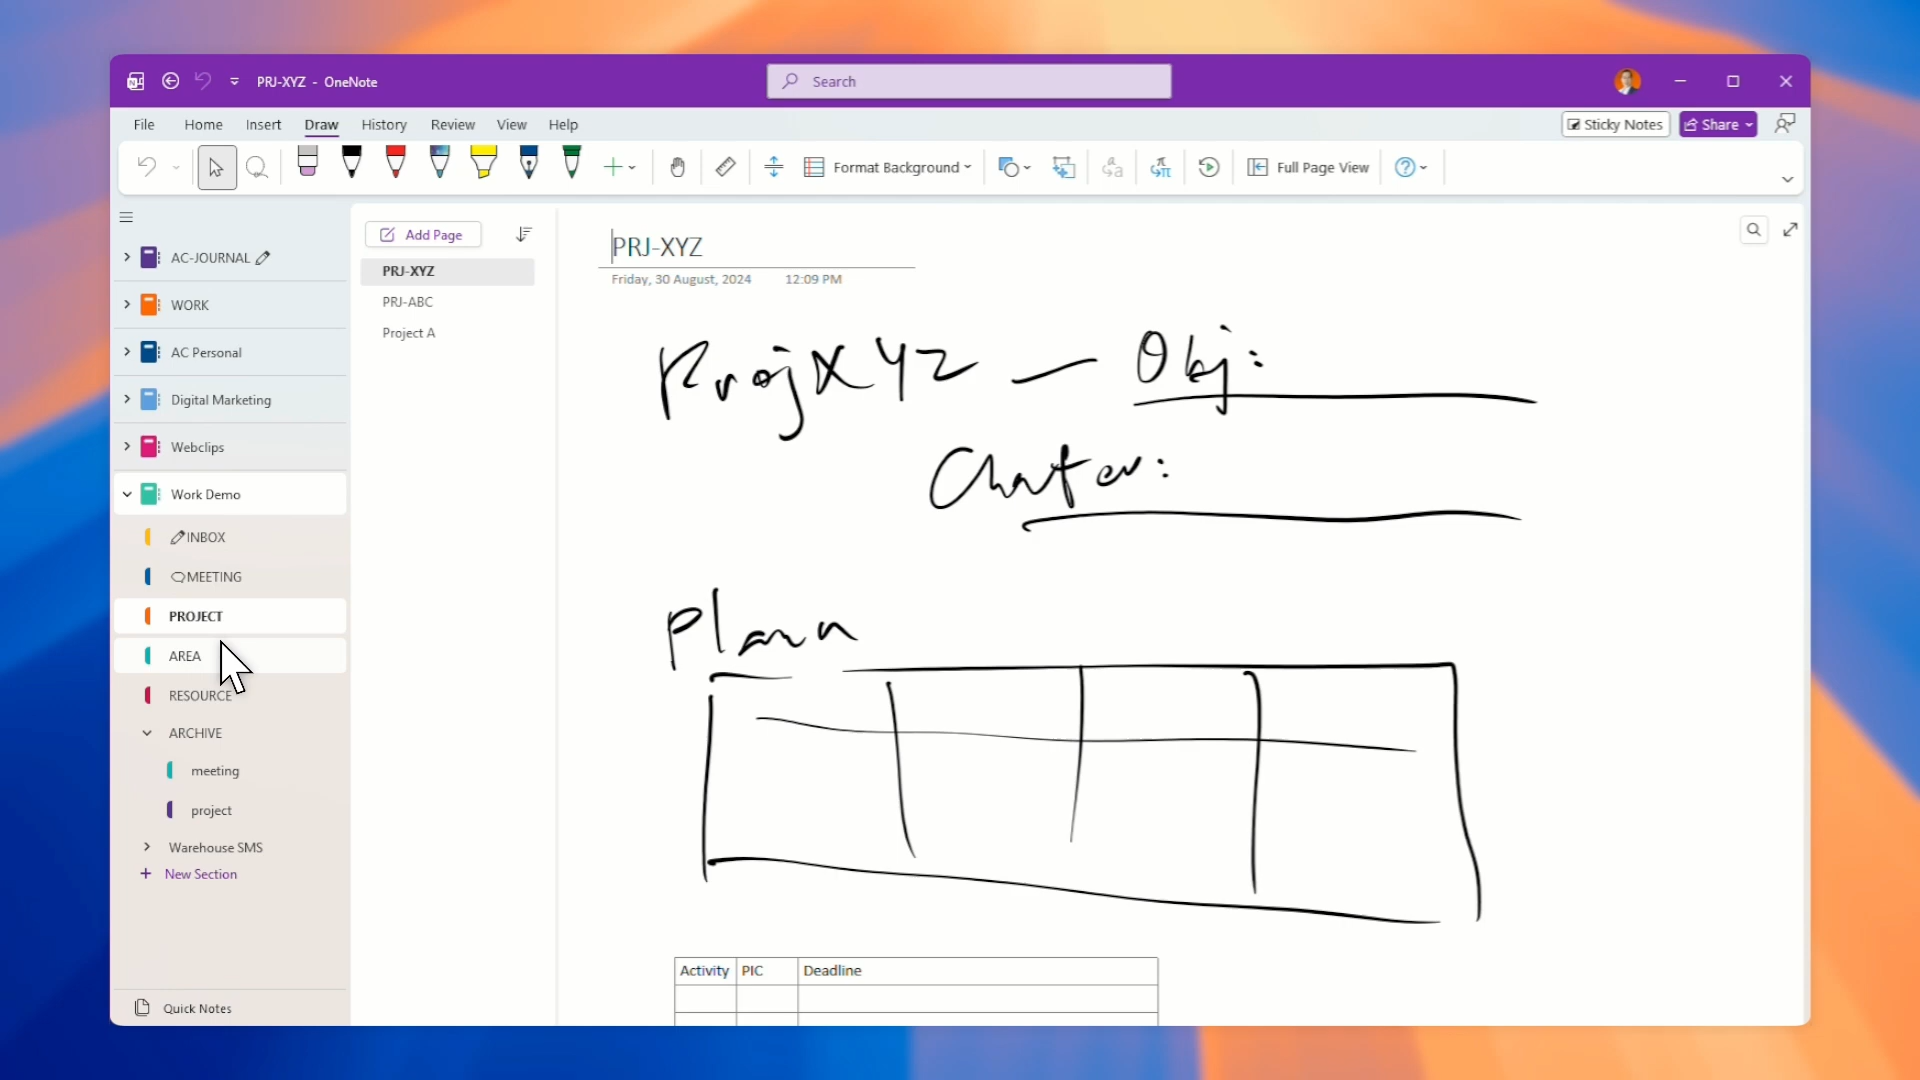 PRJ-XYZ - OneNote
Search
File Home Insert Draw History Review View Help
Sticky Notes Share
Format Background
Full Page View
AC-JOURNAL
WORK
AC Personal
Digital Marketing
Webclips
Work Demo
INBOX
MEETING
PROJECT
AREA
RESOURCE
ARCHIVE
meeting
project
Warehouse SMS
New Section
Quick Notes
Add Page
PRJ-XYZ
PRJ-ABC
Project A
PRJ-XYZ
Friday, 30 August, 2024 12:09 PM
Proj XYZ — Obj:
Charter:
Plan
Activity PIC Deadline